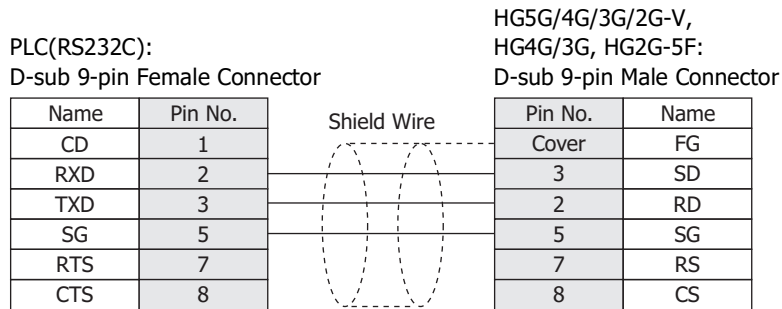 HG5G/4G/3G/2G-V,
PLC(RS232C): HG4G/3G, HG2G-5F:
D-sub 9-pin Female Connector D-sub 9-pin Male Connector
Name Pin No. Shield Wire Pin No. Name
CD 1 Cover FG
RXD 2 3 SD
TXD 3 2 RD
SG 5 5 SG
RTS 7 7 RS
CTS 8 8 CS